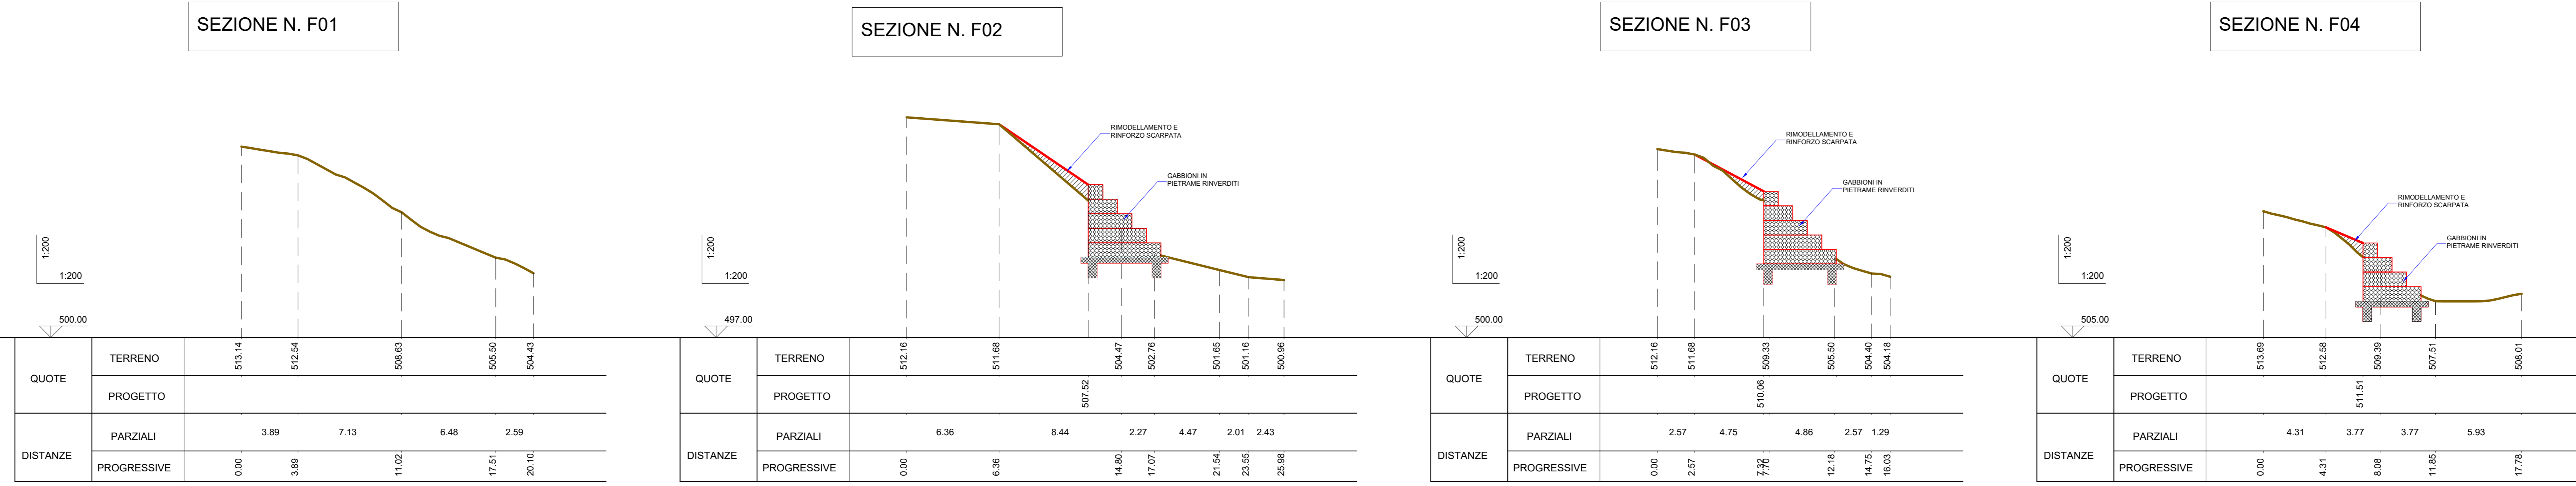 SEZIONE N. F01
1:200
1:200
500.00
QUOTE
TERRENO
513.14 512.54 508.63 505.50 504.43
PROGETTO
DISTANZE
PARZIALI
3.89 7.13 6.48 2.59
PROGRESSIVE
0.00 3.89 11.02 17.51 20.10
SEZIONE N. F02
RIMODELLAMENTO E
RINFORZO SCARPATA
GABBIONI IN
PIETRAME RINVERDITI
1:200
1:200
497.00
QUOTE
TERRENO
512.16 511.68 504.47 502.76 501.65 501.16 500.96
PROGETTO
507.52
DISTANZE
PARZIALI
6.36 8.44 2.27 4.47 2.01 2.43
PROGRESSIVE
0.00 6.36 14.80 17.07 21.54 23.55 25.98
SEZIONE N. F03
RIMODELLAMENTO E
RINFORZO SCARPATA
GABBIONI IN
PIETRAME RINVERDITI
1:200
1:200
500.00
QUOTE
TERRENO
512.16 511.68 509.33 505.50 504.40 504.18
PROGETTO
510.06
DISTANZE
PARZIALI
2.57 4.75 4.86 2.57 1.29
PROGRESSIVE
0.00 2.57 7.32 7.70 12.18 14.75 16.03
SEZIONE N. F04
RIMODELLAMENTO E
RINFORZO SCARPATA
GABBIONI IN
PIETRAME RINVERDITI
1:200
1:200
505.00
QUOTE
TERRENO
513.69 512.58 509.39 507.51 508.01
PROGETTO
511.51
DISTANZE
PARZIALI
4.31 3.77 3.77 5.93
PROGRESSIVE
0.00 4.31 8.08 11.85 17.78